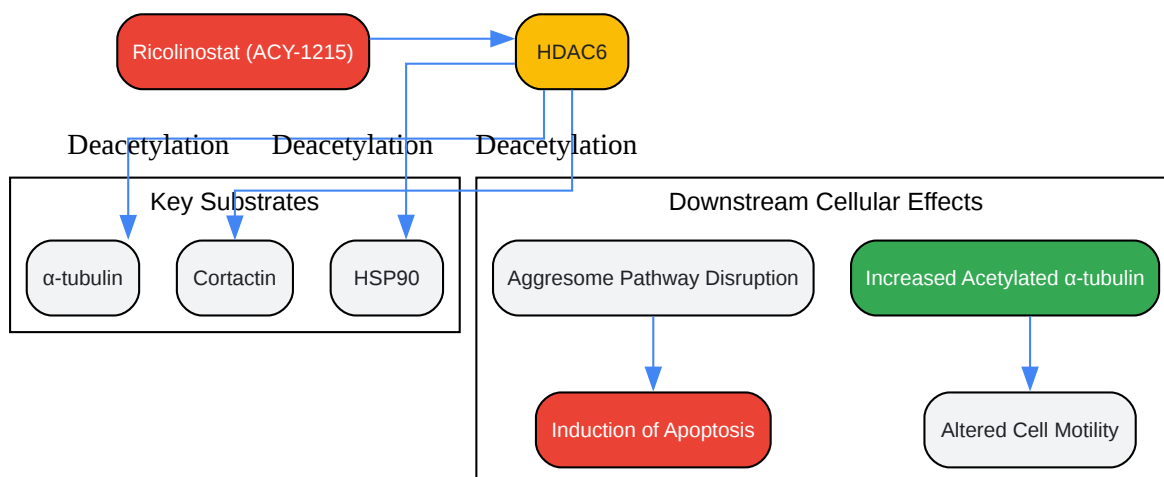 Ricolinostat (ACY-1215)
HDAC6
Deacetylation
Deacetylation
Deacetylation
Key Substrates
Downstream Cellular Effects
α-tubulin
Cortactin
HSP90
Aggresome Pathway Disruption
Increased Acetylated α-tubulin
Induction of Apoptosis
Altered Cell Motility